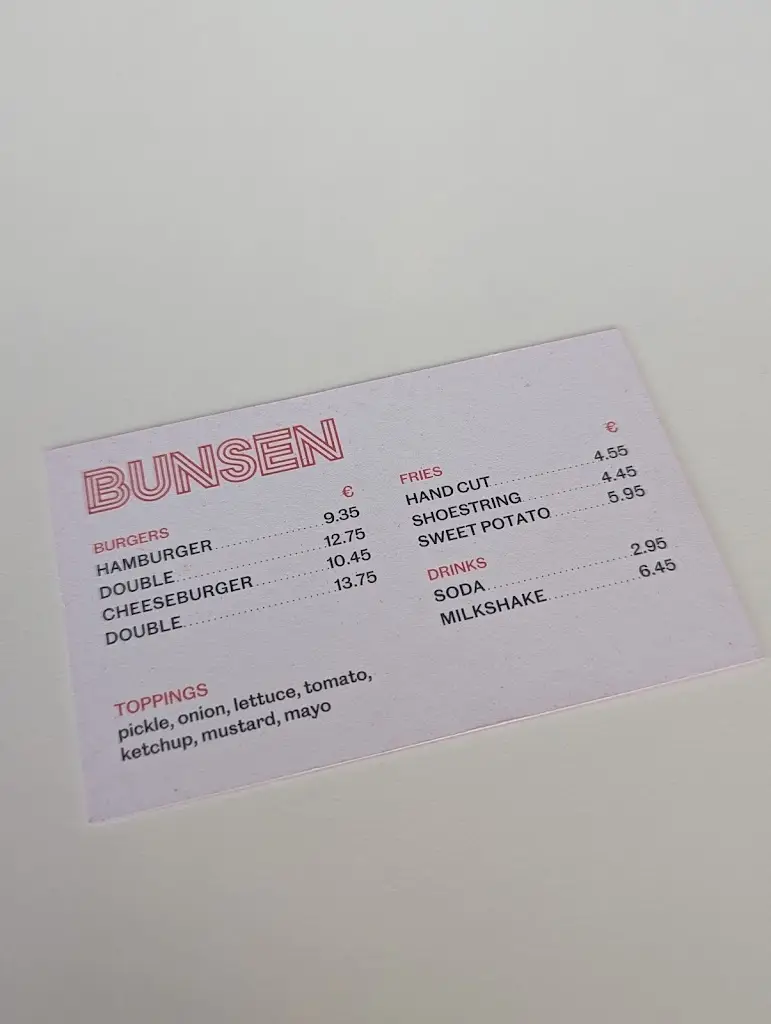 BUNSEN
€
BURGERS
HAMBURGER 9.35
DOUBLE 12.75
CHEESEBURGER 10.45
DOUBLE 13.75
TOPPINGS
pickle, onion, lettuce, tomato,
ketchup, mustard, mayo
€
FRIES
HAND CUT 4.55
SHOESTRING 4.45
SWEET POTATO 5.95
DRINKS
SODA 2.95
MILKSHAKE 6.45